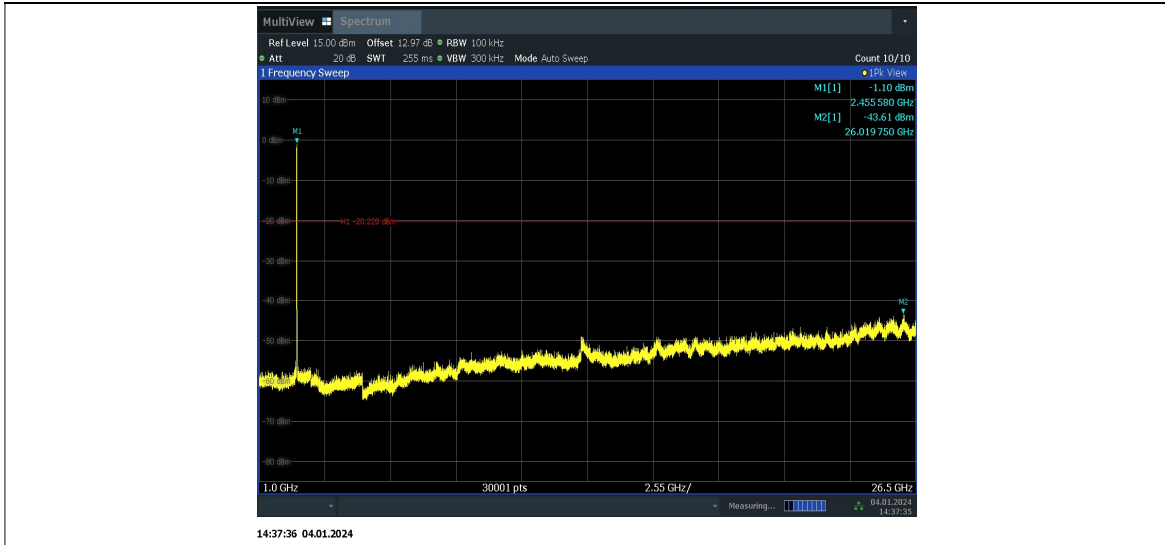 MultiView Spectrum
Ref Level 15.00 dBm Offset 12.97 dB RBW 100 kHz
Att 20 dB SWT 255 ms VBW 300 kHz Mode Auto Sweep Count 10/10
1 Frequency Sweep 1Pk View
M1[1] -1.10 dBm
2.455 580 GHz
M2[1] -43.61 dBm
26.019 750 GHz
10 dBm
M1
0 dBm
-10 dBm
-20 dBm H1 -20.220 dBm
-30 dBm
-40 dBm
M2
-50 dBm
-60 dBm
-70 dBm
-80 dBm
1.0 GHz 30001 pts 2.55 GHz/ 26.5 GHz
Measuring... 04.01.2024
14:37:35
14:37:36 04.01.2024